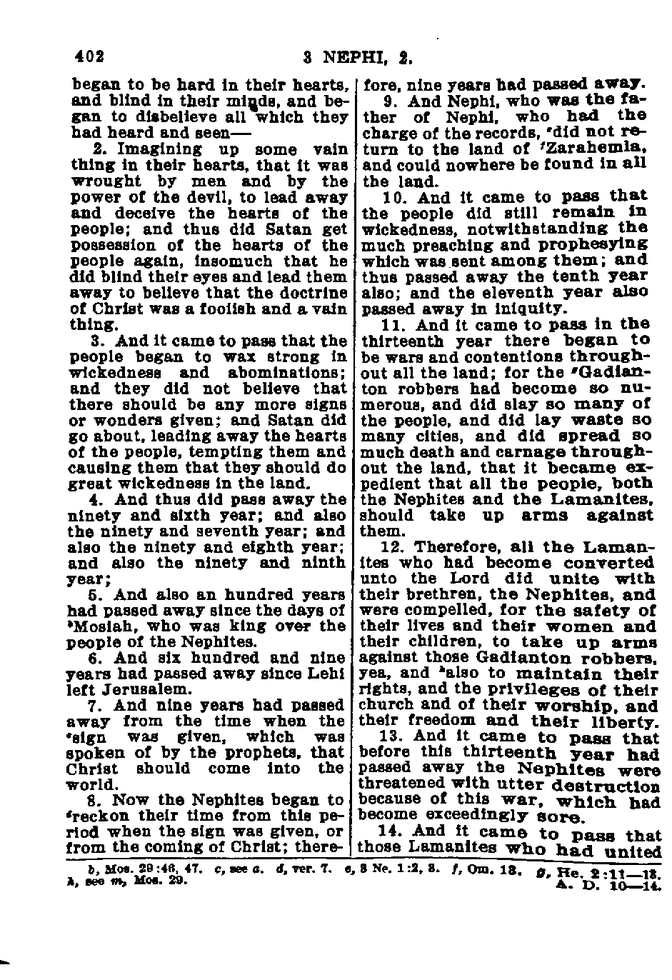 402
3 NEPHI, 2.
began to be hard in their hearts,
and blind in their minds, and be-
gan to disbelieve all which they
had heard and seen—
2. Imagining up some vain
thing in their hearts, that it was
wrought by men and by the
power of the devil, to lead away
and deceive the hearts of the
people; and thus did Satan get
possession of the hearts of the
people again, insomuch that he
did blind their eyes and lead them
away to believe that the doctrine
of Christ was a foolish and a vain
thing.
3. And it came to pass that the
people began to wax strong in
wickedness and abominations;
and they did not believe that
there should be any more signs
or wonders given; and Satan did
go about, leading away the hearts
of the people, tempting them and
causing them that they should do
great wickedness in the land.
4. And thus did pass away the
ninety and sixth year; and also
the ninety and seventh year; and
also the ninety and eighth year;
and also the ninety and ninth
year;
5. And also an hundred years
had passed away since the days of
ᵇMosiah, who was king over the
people of the Nephites.
6. And six hundred and nine
years had passed away since Lehi
left Jerusalem.
7. And nine years had passed
away from the time when the
ᶜsign was given, which was
spoken of by the prophets, that
Christ should come into the
world.
8. Now the Nephites began to
ᵈreckon their time from this pe-
riod when the sign was given, or
from the coming of Christ; there-
fore, nine years had passed away.
9. And Nephi, who was the fa-
ther of Nephi, who had the
charge of the records, ᵉdid not re-
turn to the land of ᶠZarahemla,
and could nowhere be found in all
the land.
10. And it came to pass that
the people did still remain in
wickedness, notwithstanding the
much preaching and prophesying
which was sent among them; and
thus passed away the tenth year
also; and the eleventh year also
passed away in iniquity.
11. And it came to pass in the
thirteenth year there began to
be wars and contentions through-
out all the land; for the ᵍGadian-
ton robbers had become so nu-
merous, and did slay so many of
the people, and did lay waste so
many cities, and did spread so
much death and carnage through-
out the land, that it became ex-
pedient that all the people, both
the Nephites and the Lamanites,
should take up arms against
them.
12. Therefore, all the Laman-
ites who had become converted
unto the Lord did unite with
their brethren, the Nephites, and
were compelled, for the safety of
their lives and their women and
their children, to take up arms
against those Gadianton robbers,
yea, and ʰalso to maintain their
rights, and the privileges of their
church and of their worship, and
their freedom and their liberty.
13. And it came to pass that
before this thirteenth year had
passed away the Nephites were
threatened with utter destruction
because of this war, which had
become exceedingly sore.
14. And it came to pass that
those Lamanites who had united
b, Mos. 29:46, 47. c, see a. d, ver. 7. e, 3 Ne. 1:2, 3. f, Om. 13. g, He. 2:11—13.
h, see m, Mos. 29. A. D. 10—14.